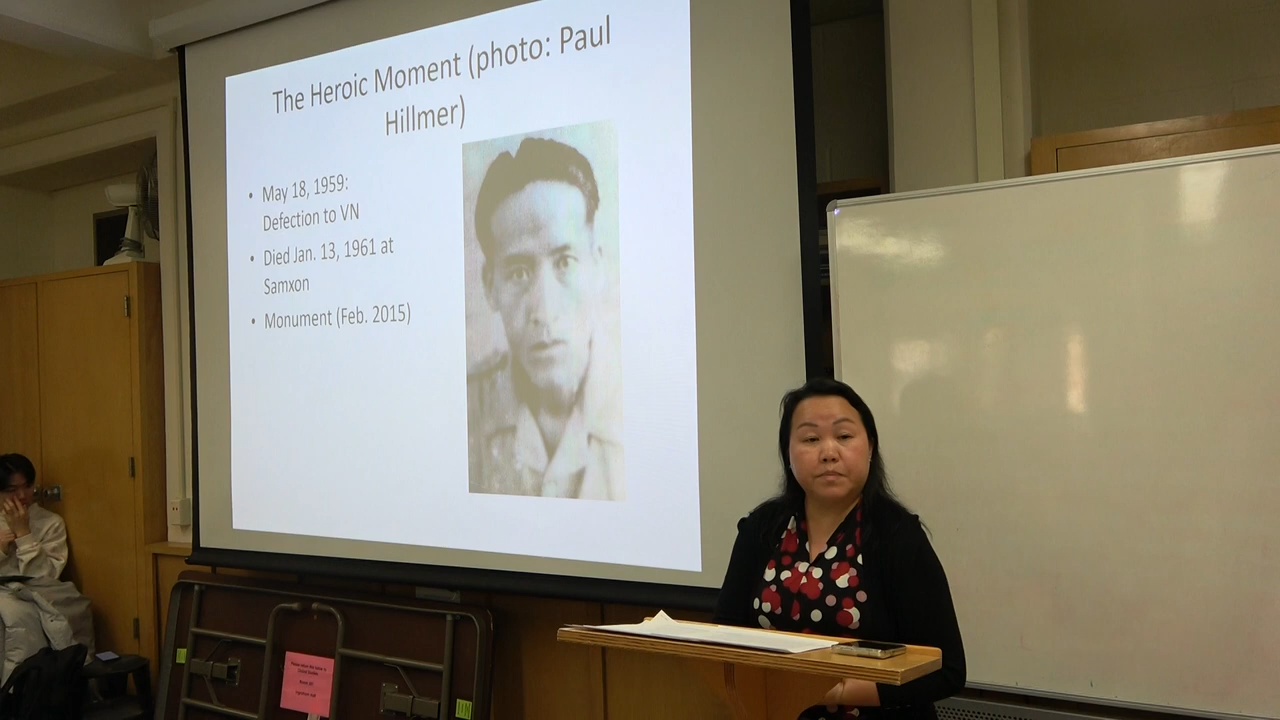 The Heroic Moment (photo: Paul
Hillmer)
• May 18, 1959:
Defection to VN
• Died Jan. 13, 1961 at
Samxon
• Monument (Feb. 2015)